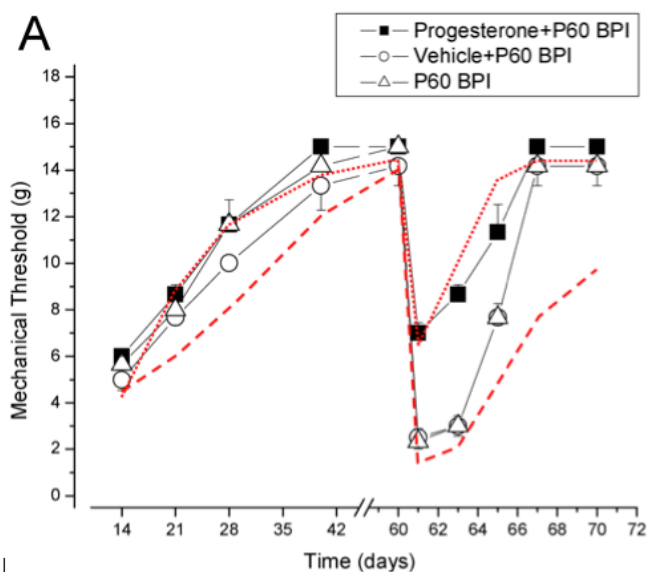 A
Progesterone+P60 BPI
Vehicle+P60 BPI
P60 BPI
Mechanical Threshold (g)
18
16
14
12
10
8
6
4
2
0
14 21 28 35 42 60 62 64 66 68 70 72
Time (days)